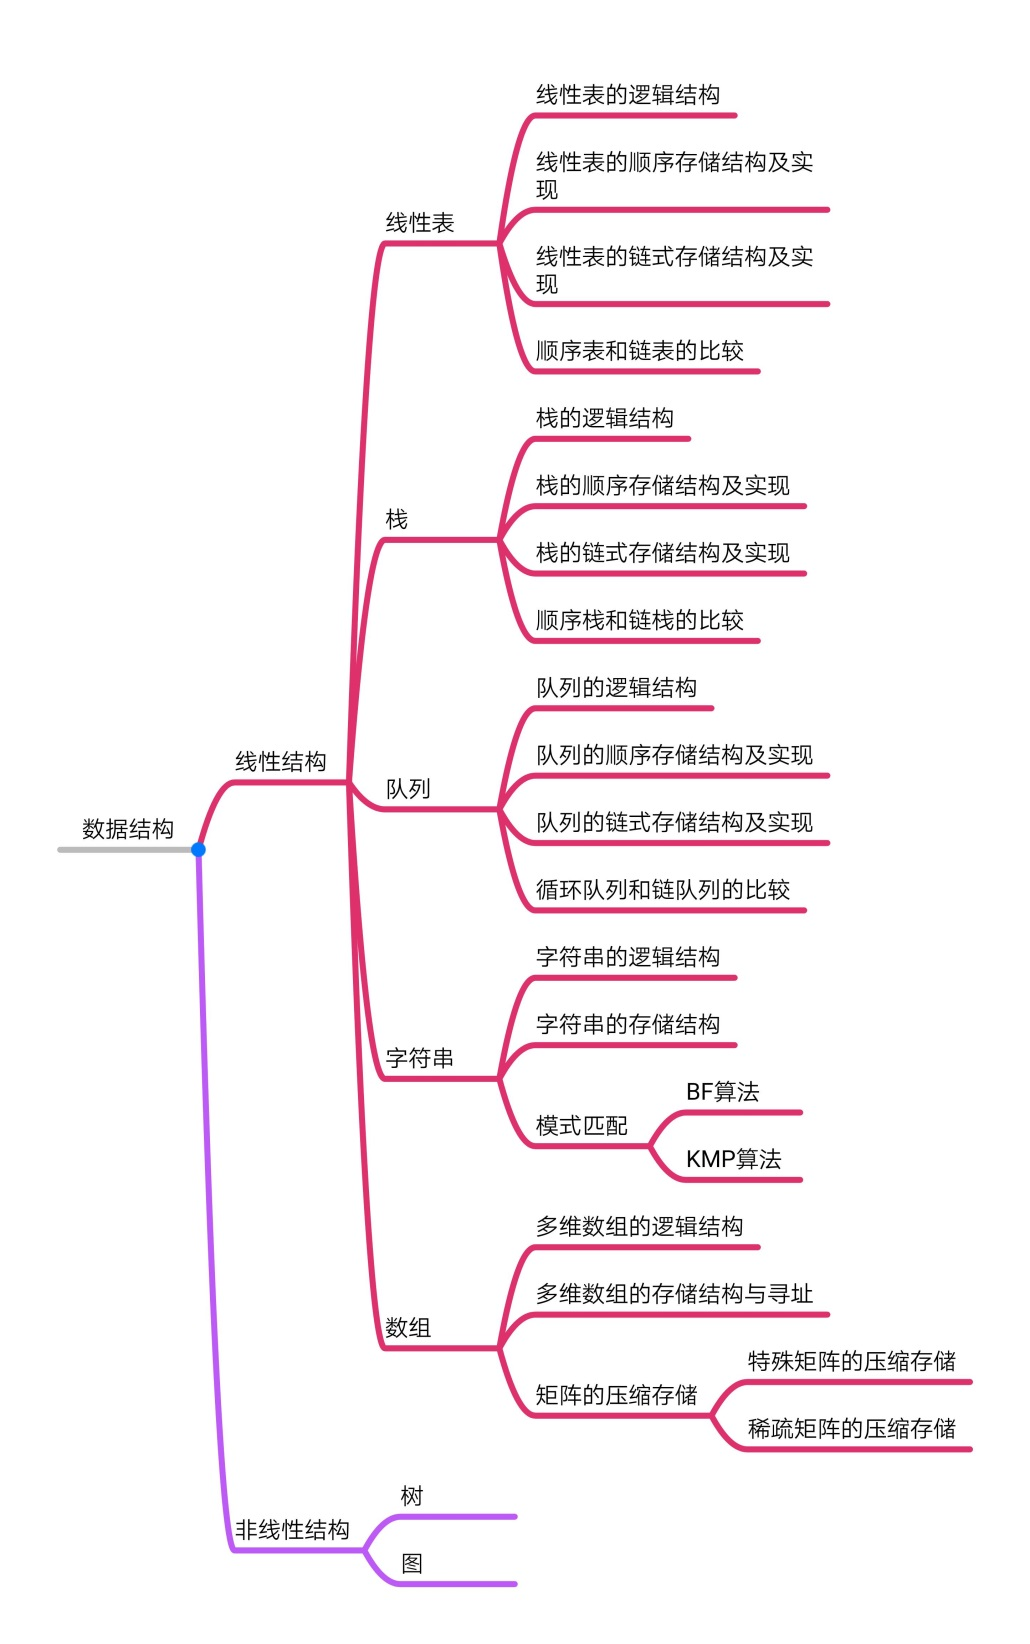 数据结构
线性结构
线性表
线性表的逻辑结构
线性表的顺序存储结构及实
现
线性表的链式存储结构及实
现
顺序表和链表的比较
栈
栈的逻辑结构
栈的顺序存储结构及实现
栈的链式存储结构及实现
顺序栈和链栈的比较
队列
队列的逻辑结构
队列的顺序存储结构及实现
队列的链式存储结构及实现
循环队列和链队列的比较
字符串
字符串的逻辑结构
字符串的存储结构
模式匹配
BF算法
KMP算法
数组
多维数组的逻辑结构
多维数组的存储结构与寻址
矩阵的压缩存储
特殊矩阵的压缩存储
稀疏矩阵的压缩存储
非线性结构
树
图